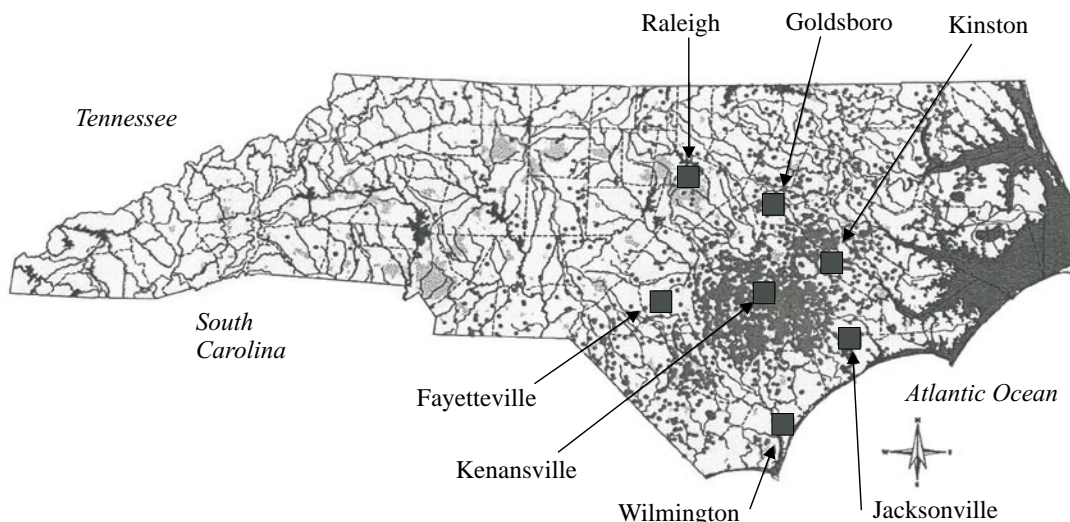 Raleigh
Goldsboro
Kinston
Tennessee
South
Carolina
Fayetteville
Atlantic Ocean
Kenansville
N
W
E
S
Wilmington
Jacksonville